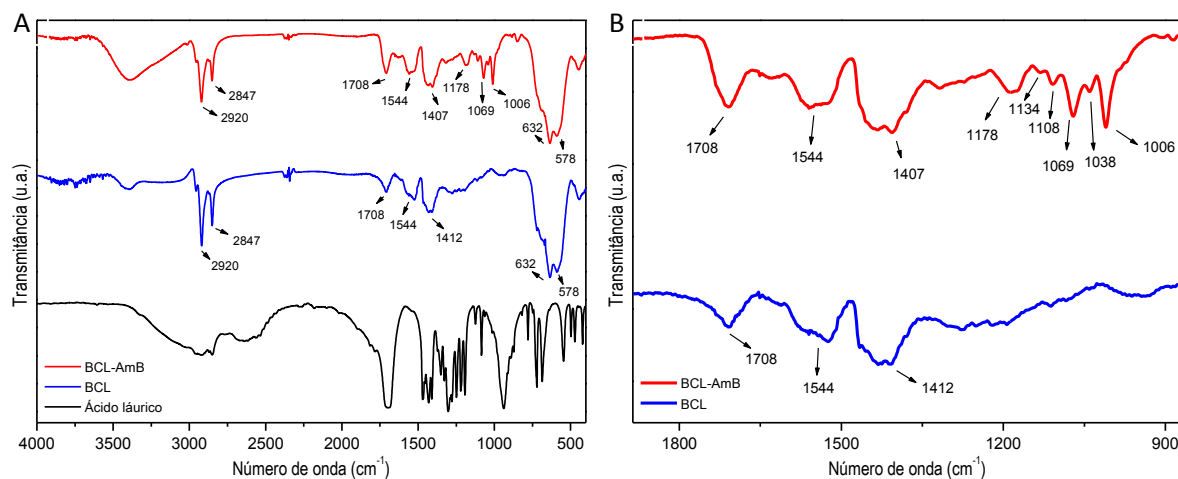 A
Transmitância (u.a.)
2847
2920
1708
1544
1407
1178
1069
1006
632
578
2847
2920
1708
1544
1412
632
578
BCL-AmB
BCL
Ácido láurico
4000 3500 3000 2500 2000 1500 1000 500
Número de onda (cm-1)
B
Transmitância (u.a.)
1708
1544
1407
1178
1134
1108
1069
1038
1006
1708
1544
1412
BCL-AmB
BCL
1800 1500 1200 900
Número de onda (cm-1)